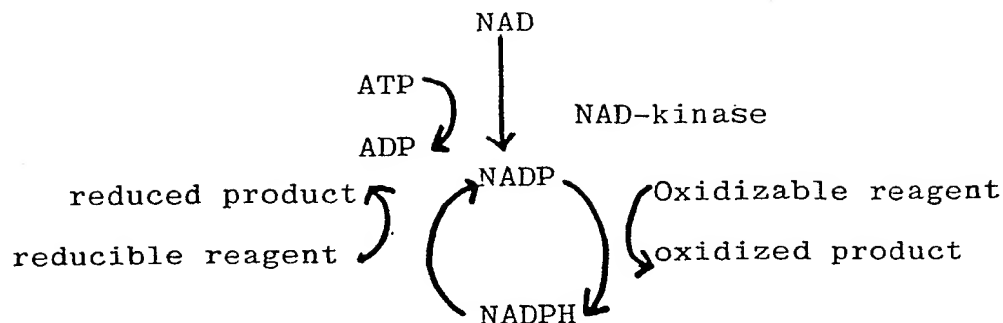 NAD
ATP
NAD-kinase
ADP
NADP
reduced product
Oxidizable reagent
reducible reagent
oxidized product
NADPH